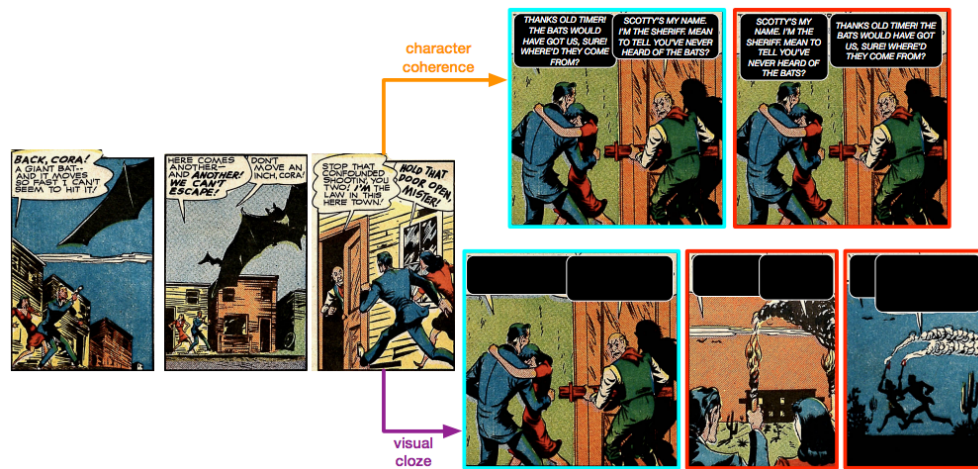 THANKS OLD TIMER!
THE BATS WOULD
HAVE GOT US, SURE!
WHERE'D THEY COME
FROM?
SCOTTY'S MY NAME.
I'M THE SHERIFF. MEAN
TO TELL YOU'VE NEVER
HEARD OF THE BATS?
SCOTTY'S MY
NAME. I'M THE
SHERIFF. MEAN TO
TELL YOU'VE
NEVER HEARD OF
THE BATS?
THANKS OLD TIMER! THE
BATS WOULD HAVE GOT
US, SURE! WHERE'D
THEY COME FROM?
character
coherence
BACK, CORA!
A GIANT BAT--
AND IT MOVES
SO FAST I CAN'T
SEEM TO HIT IT!
HERE COMES
ANOTHER--
AND ANOTHER!
WE CAN'T
ESCAPE!
DON'T
MOVE AN
INCH, CORA!
STOP THAT
CONFOUNDED
SHOOTIN', YOU
TWO! I'M THE
LAW IN THIS
HERE TOWN!
HOLD THAT
DOOR OPEN,
MISTER!
visual
cloze